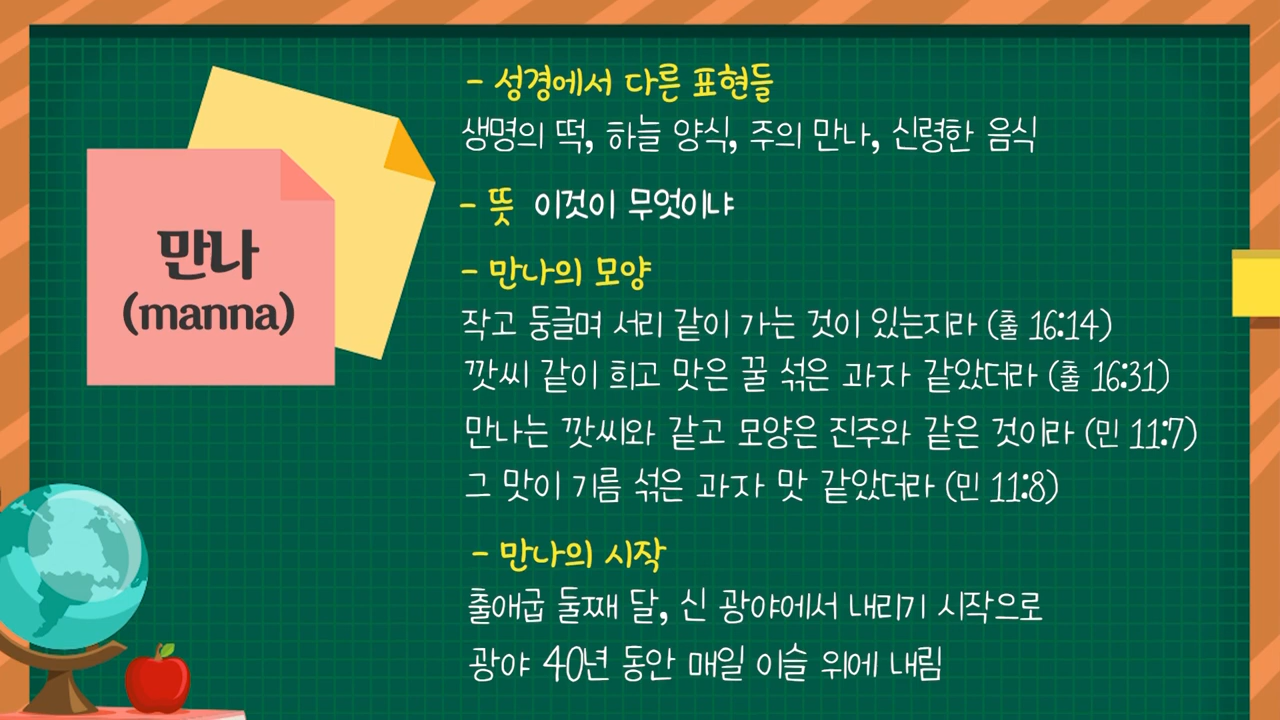 만나
(manna)
- 성경에서 다른 표현들
생명의 떡, 하늘 양식, 주의 만나, 신령한 음식
- 뜻 이것이 무엇이냐
- 만나의 모양
작고 둥글며 서리 같이 가는 것이 있는지라 (출 16:14)
깟씨 같이 희고 맛은 꿀 섞은 과자 같았더라 (출 16:31)
만나는 깟씨와 같고 모양은 진주와 같은 것이라 (민 11:7)
그 맛이 기름 섞은 과자 맛 같았더라 (민 11:8)
- 만나의 시작
출애굽 둘째 달, 신 광야에서 내리기 시작으로
광야 40년 동안 매일 이슬 위에 내림